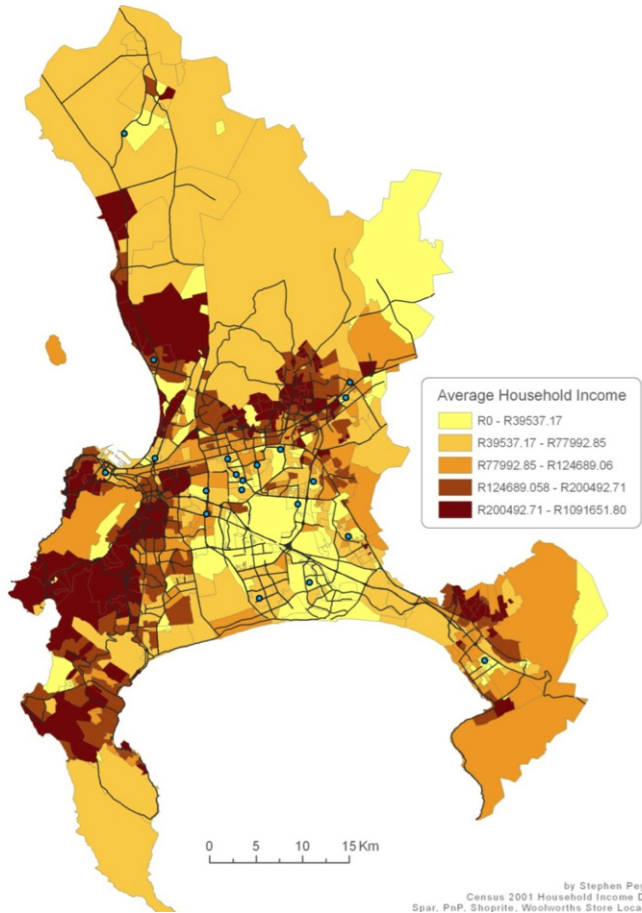 Average Household Income
R0 - R39537.17
R39537.17 - R77992.85
R77992.85 - R124689.06
R124689.058 - R200492.71
R200492.71 - R1091651.80
0 5 10 15 Km
by Stephen Pey
Census 2001 Household Income D
Spar, PnP, Shoprite, Woolworths Store Loca